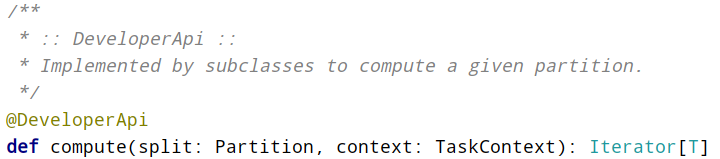 /**
 * :: DeveloperApi ::
 * Implemented by subclasses to compute a given partition.
 */
@DeveloperApi
def compute(split: Partition, context: TaskContext): Iterator[T]